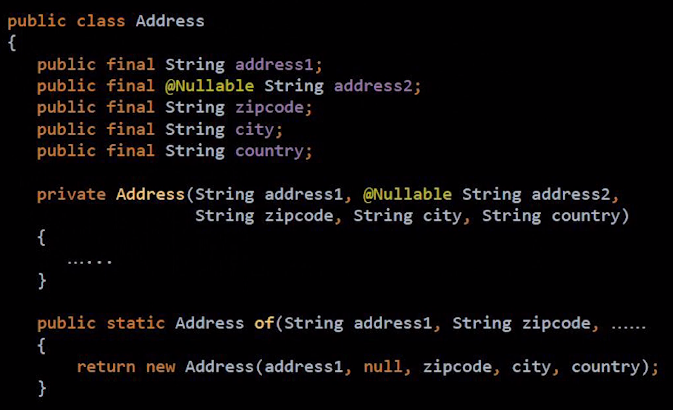 public class Address
{
public final String address1;
public final @Nullable String address2;
public final String zipcode;
public final String city;
public final String country;
private Address(String address1, @Nullable String address2,
String zipcode, String city, String country)
{
......
}
public static Address of(String address1, String zipcode, ......
{
return new Address(address1, null, zipcode, city, country);
}